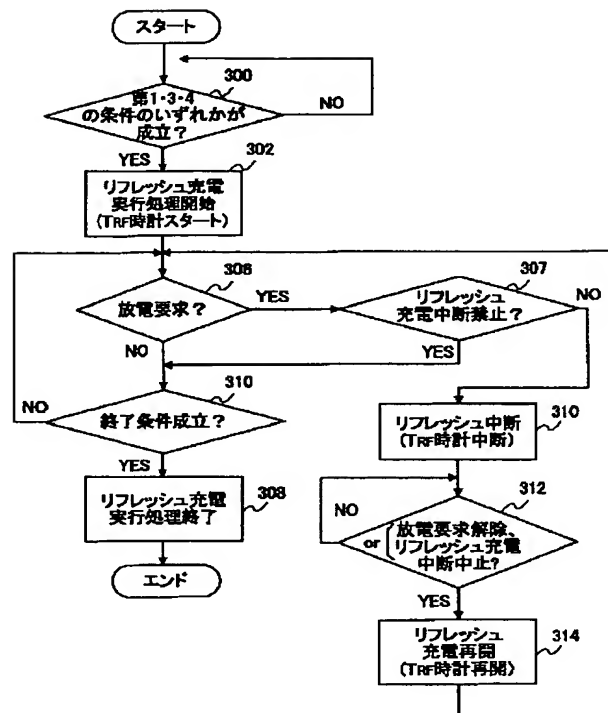 スタート
300
第1・3・4
の条件のいずれかが
成立？
NO
YES
302
リフレッシュ充電
実行処理開始
(TRF時計スタート)
306
放電要求？
YES
NO
307
リフレッシュ
充電中断禁止？
NO
YES
310
終了条件成立？
NO
YES
リフレッシュ充電
実行処理終了
308
エンド
リフレッシュ中断
(TRF時計中断)
310
312
NO
or
放電要求解除、
リフレッシュ充電
中断中止?
YES
リフレッシュ
充電再開
(TRF時計再開)
314